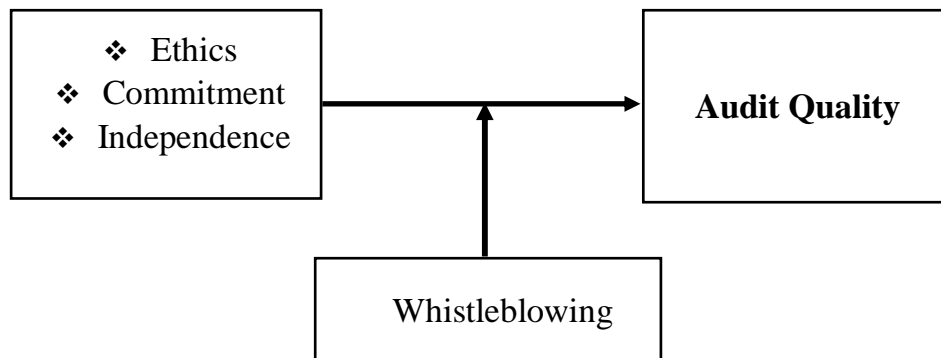 ❖ Ethics
❖ Commitment
❖ Independence
Audit Quality
Whistleblowing